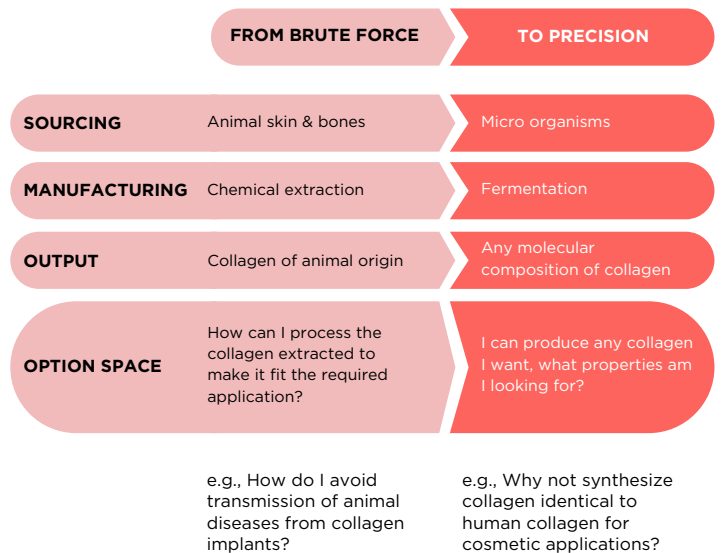 FROM BRUTE FORCE
TO PRECISION
SOURCING
Animal skin & bones
Micro organisms
MANUFACTURING
Chemical extraction
Fermentation
OUTPUT
Collagen of animal origin
Any molecular
composition of collagen
OPTION SPACE
How can I process the
collagen extracted to
make it fit the required
application?
I can produce any collagen
I want, what properties am
I looking for?
e.g., How do I avoid
transmission of animal
diseases from collagen
implants?
e.g., Why not synthesize
collagen identical to
human collagen for
cosmetic applications?